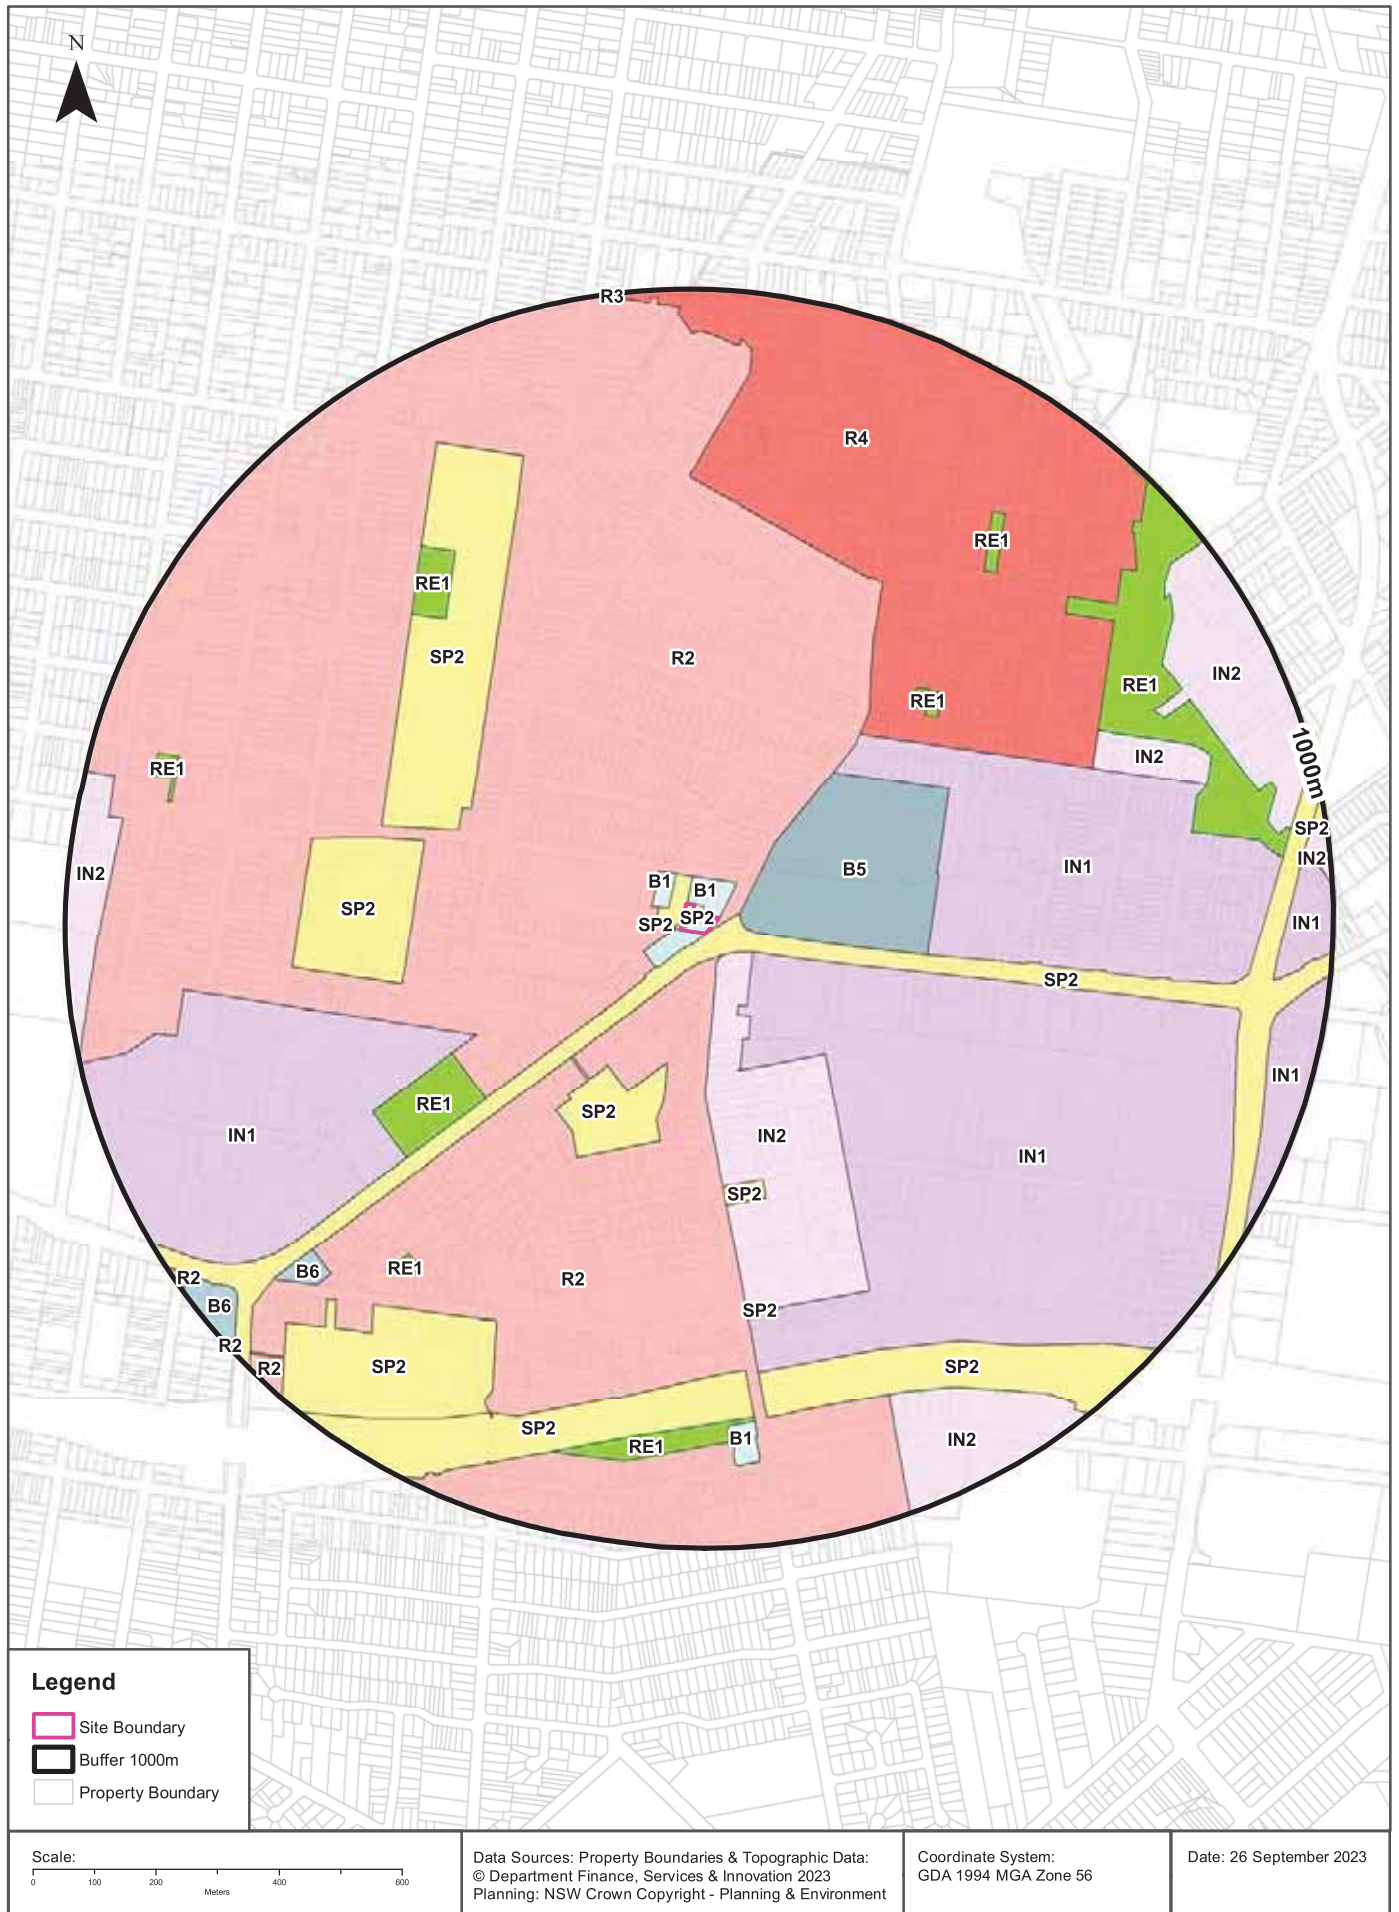 N
R3
R4
RE1
RE1
SP2
R2
RE1
IN2
RE1
RE1
IN2
1000m
RE1
SP2
IN2
IN2
B5
IN1
B1
B1
SP2
SP2
SP2
IN1
SP2
IN1
RE1
SP2
IN2
IN1
IN1
SP2
R2
B6
RE1
R2
B6
SP2
R2
R2
SP2
SP2
SP2
RE1
B1
IN2
Legend
Site Boundary
Buffer 1000m
Property Boundary
Scale:
0 100 200 400 600
Meters
Data Sources: Property Boundaries & Topographic Data:
© Department Finance, Services & Innovation 2023
Planning: NSW Crown Copyright - Planning & Environment
Coordinate System:
GDA 1994 MGA Zone 56
Date: 26 September 2023